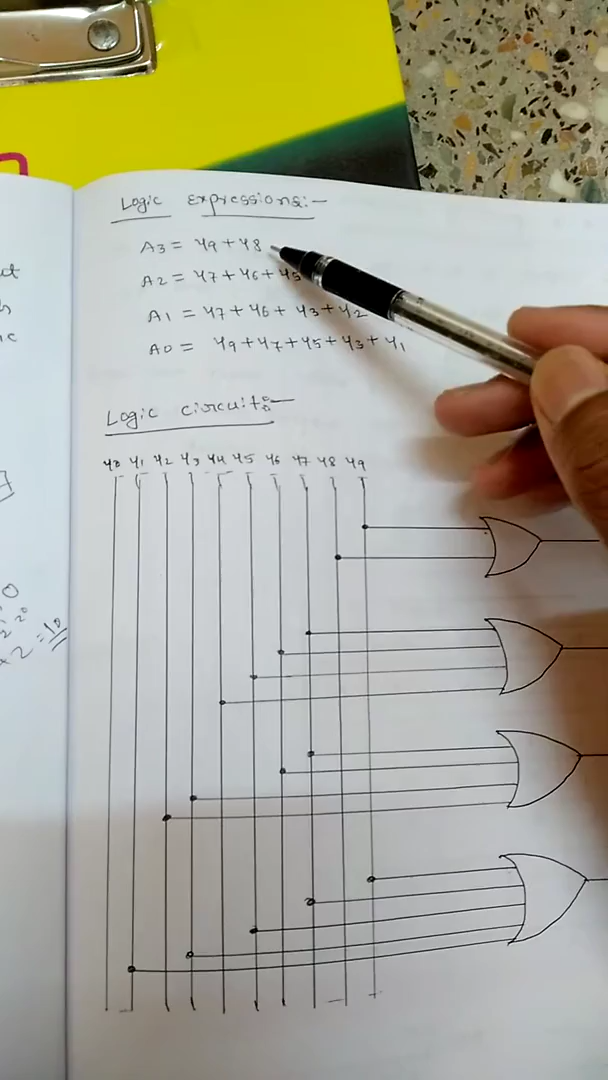 Logic Expressions:-
A3 = Y9 + Y8
A2 = Y7 + Y6 + Y5
A1 = Y7 + Y6 + Y3 + Y2
A0 = Y9 + Y7 + Y5 + Y3 + Y1
Logic circuit:-
Y0 Y1 Y2 Y3 Y4 Y5 Y6 Y7 Y8 Y9